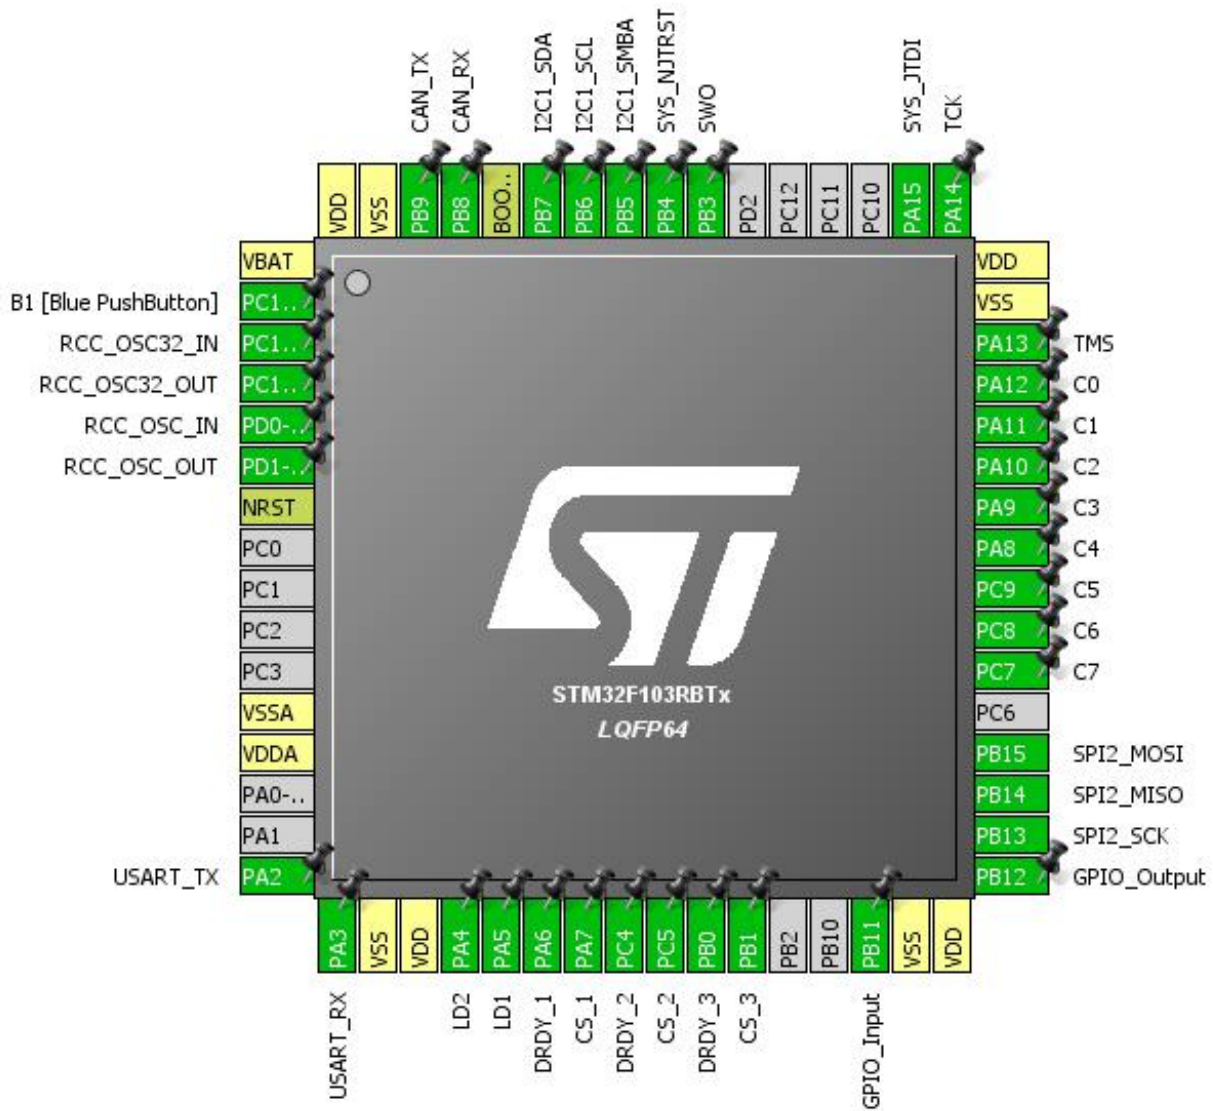 CAN_TX
CAN_RX
I2C1_SDA
I2C1_SCL
I2C1_SMBA
SYS_NJTRST
SWO
SYS_JTDI
TCK
VDD
VSS
PB9
PB8
BOO..
PB7
PB6
PB5
PB4
PB3
PD2
PC12
PC11
PC10
PA15
PA14
VBAT
B1 [Blue PushButton] PC1..
RCC_OSC32_IN PC1..
RCC_OSC32_OUT PC1..
RCC_OSC_IN PD0-..
RCC_OSC_OUT PD1-..
NRST
PC0
PC1
PC2
PC3
VSSA
VDDA
PA0-..
PA1
USART_TX PA2
STM32F103RBTx
LQFP64
VDD
VSS
PA13 TMS
PA12 C0
PA11 C1
PA10 C2
PA9 C3
PA8 C4
PC9 C5
PC8 C6
PC7 C7
PC6
PB15 SPI2_MOSI
PB14 SPI2_MISO
PB13 SPI2_SCK
PB12 GPIO_Output
PA3
VSS
VDD
PA4
PA5
PA6
PA7
PC4
PC5
PB0
PB1
PB2
PB10
PB11
VSS
VDD
USART_RX
LD2
LD1
DRDY_1
CS_1
DRDY_2
CS_2
DRDY_3
CS_3
GPIO_Input